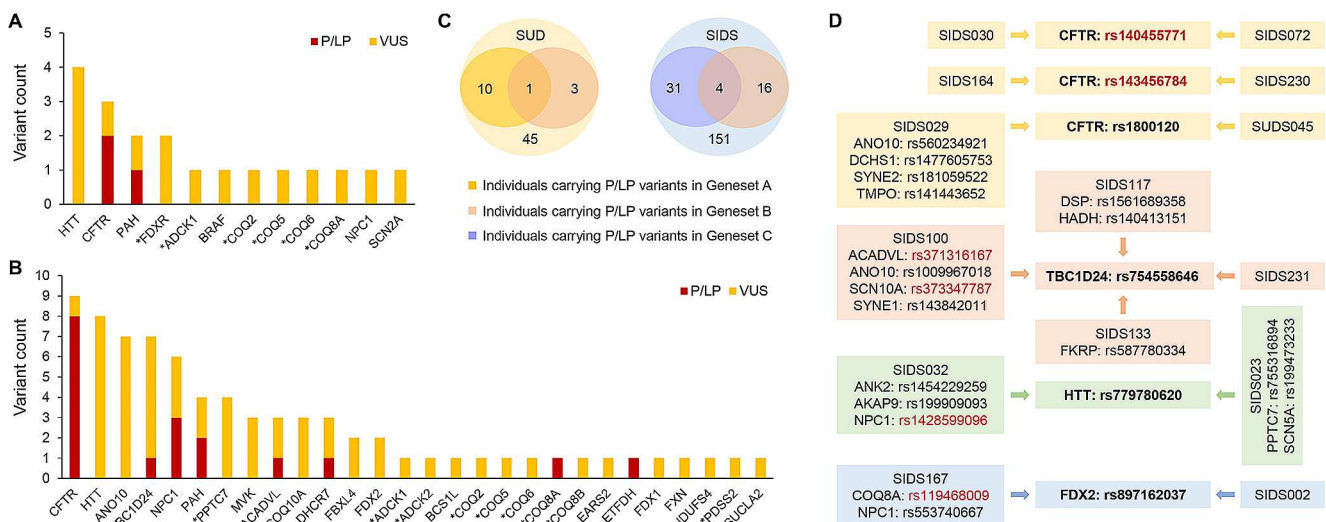 A
P/LP VUS
Variant count
5
4
3
2
1
0
HTT
CFTR
PAH
*FDXR
*ADCK1
BRAF
*COQ2
*COQ5
*COQ6
*COQ8A
NPC1
SCN2A
B
P/LP VUS
Variant count
10
9
8
7
6
5
4
3
2
1
0
CFTR
HTT
ANO10
BC1D24
NPC1
PAH
*PPTC7
MVK
ACADVL
COQ10A
DHCR7
FBXL4
FDX2
*ADCK1
*ADCK2
BCS1L
*COQ2
*COQ5
*COQ6
*COQ8A
*COQ8B
EARS2
ETFDH
FDX1
FXN
NDUFS4
*PDSS2
SUCLA2
C
SUD
10
1
3
45
SIDS
31
4
16
151
Individuals carrying P/LP variants in Geneset A
Individuals carrying P/LP variants in Geneset B
Individuals carrying P/LP variants in Geneset C
D
SIDS030
CFTR: rs140455771
SIDS072
SIDS164
CFTR: rs143456784
SIDS230
SIDS029
ANO10: rs560234921
DCHS1: rs1477605753
SYNE2: rs181059522
TMPO: rs141443652
CFTR: rs1800120
SUDS045
SIDS117
DSP: rs1561689358
HADH: rs140413151
SIDS100
ACADVL: rs371316167
ANO10: rs1009967018
SCN10A: rs373347787
SYNE1: rs143842011
TBC1D24: rs754558646
SIDS231
SIDS133
FKRP: rs587780334
SIDS032
ANK2: rs1454229259
AKAP9: rs199909093
NPC1: rs1428599096
HTT: rs779780620
SIDS023
PPTC7: rs755316894
SCN5A: rs199473233
SIDS167
COQ8A: rs119468009
NPC1: rs553740667
FDX2: rs897162037
SIDS002